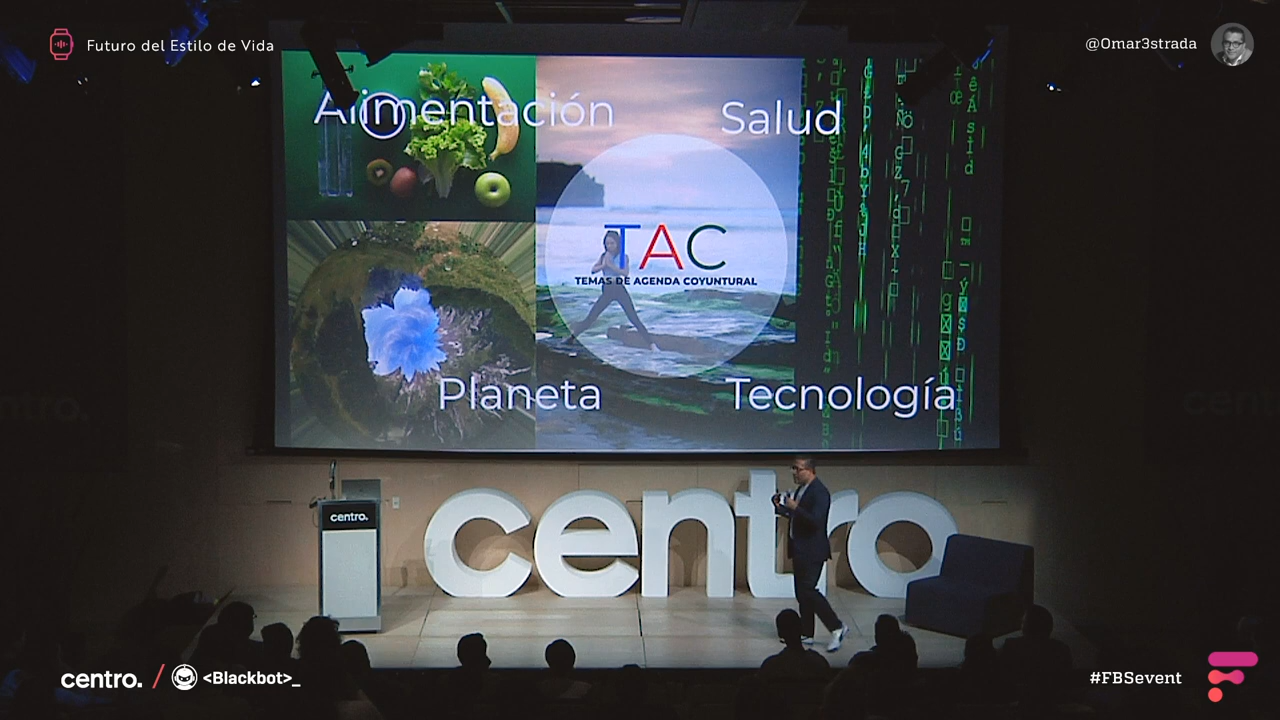 Futuro del Estilo de Vida
@Omar3strada
Alimentación
Salud
TAC
TEMAS DE AGENDA COYUNTURAL
Planeta
Tecnología
centro.
centro
centro. / <Blackbot>_
#FBSevent